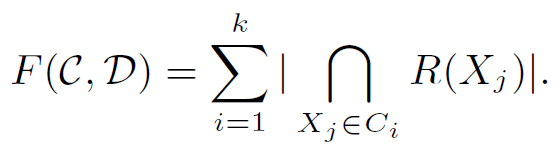 F(𝒞, 𝒟) = ∑_{i=1}^{k} | ⋂_{X_j ∈ C_i} R(X_j)|.